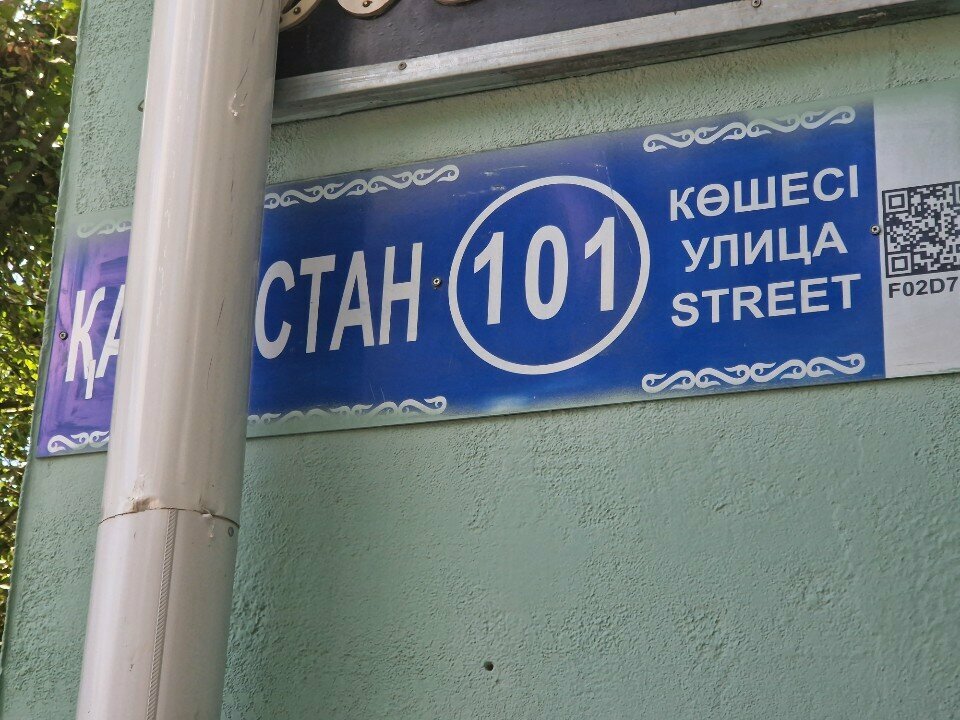 ҚА СТАН
101
КӨШЕСІ
УЛИЦА
STREET
F02D7